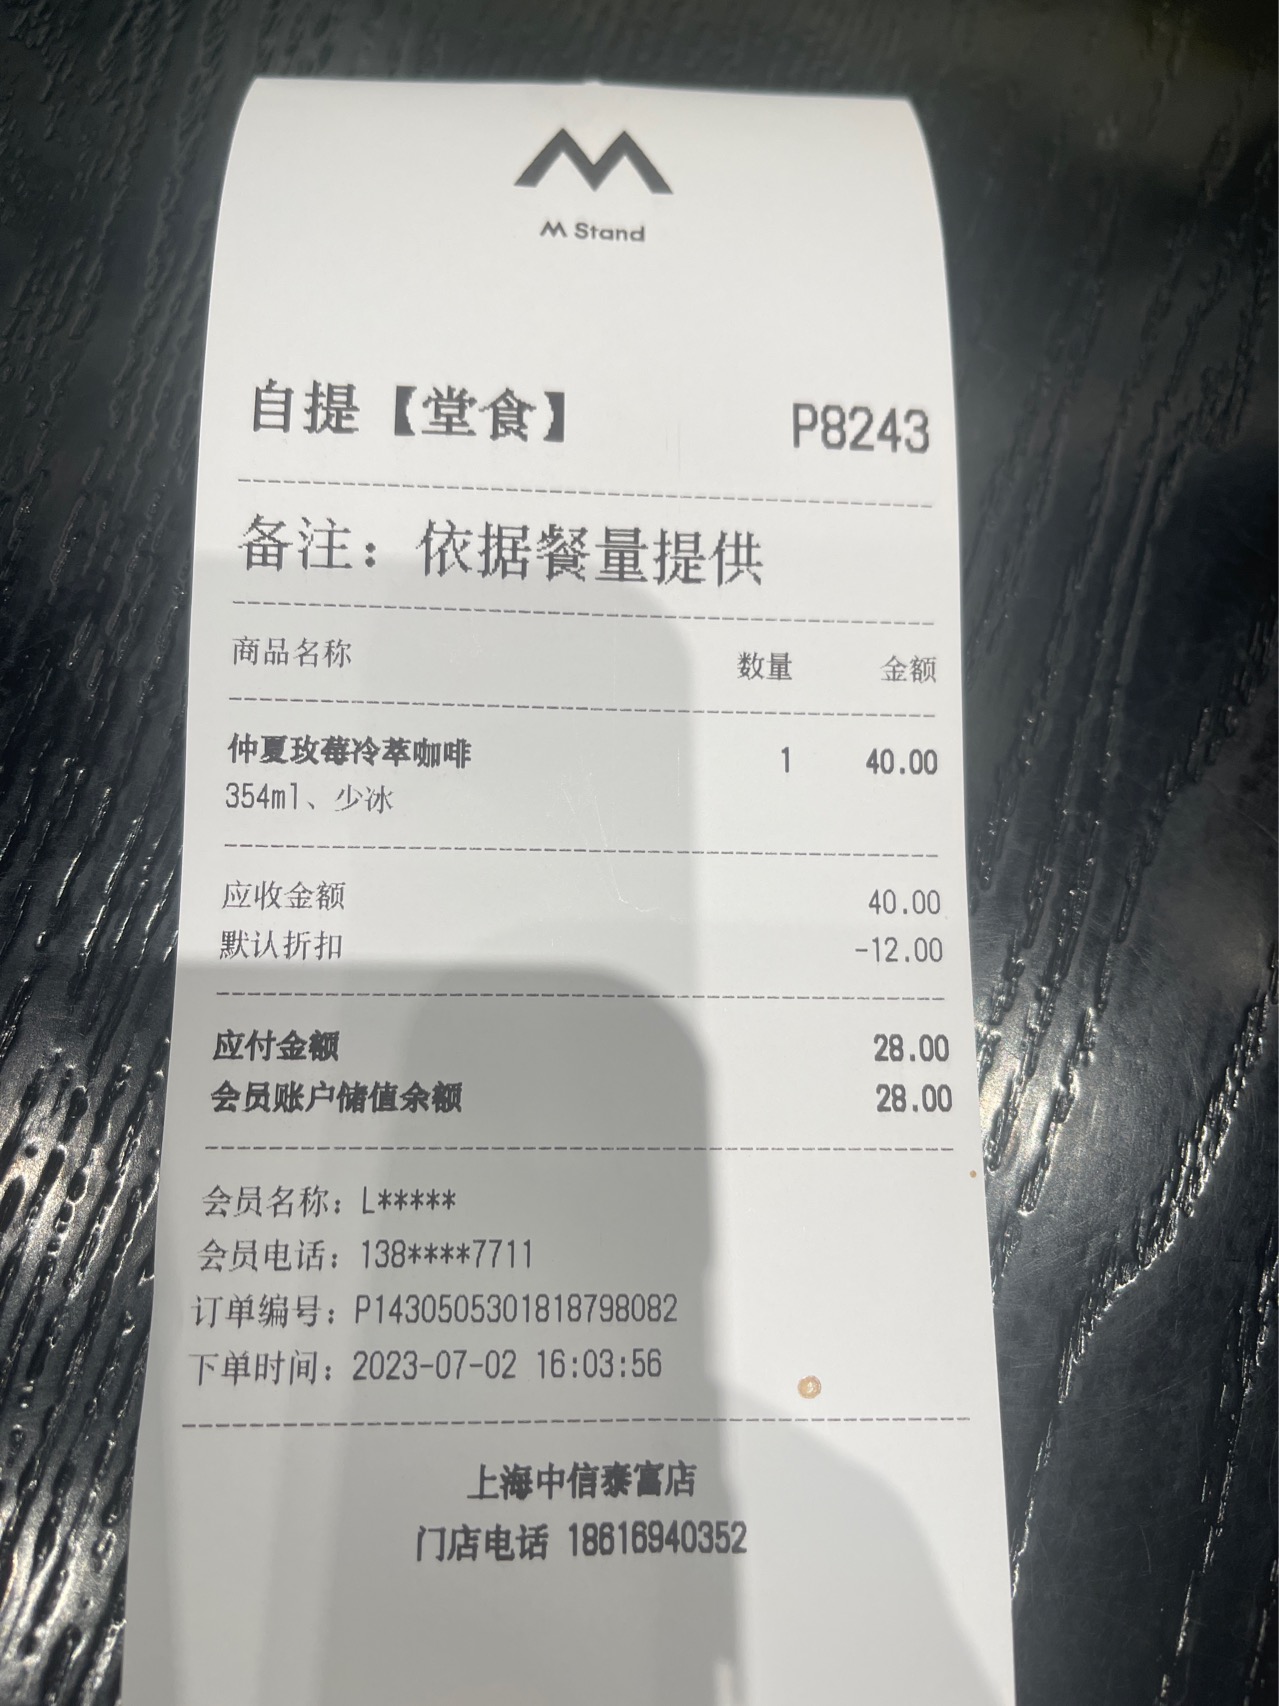 M Stand
自提【堂食】 P8243
备注：依据餐量提供
商品名称 数量 金额
仲夏玫莓冷萃咖啡 1 40.00
354ml、少冰
应收金额 40.00
默认折扣 -12.00
应付金额 28.00
会员账户储值余额 28.00
会员名称：L*****
会员电话：138****7711
订单编号：P1430505301818798082
下单时间：2023-07-02 16:03:56
上海中信泰富店
门店电话 18616940352